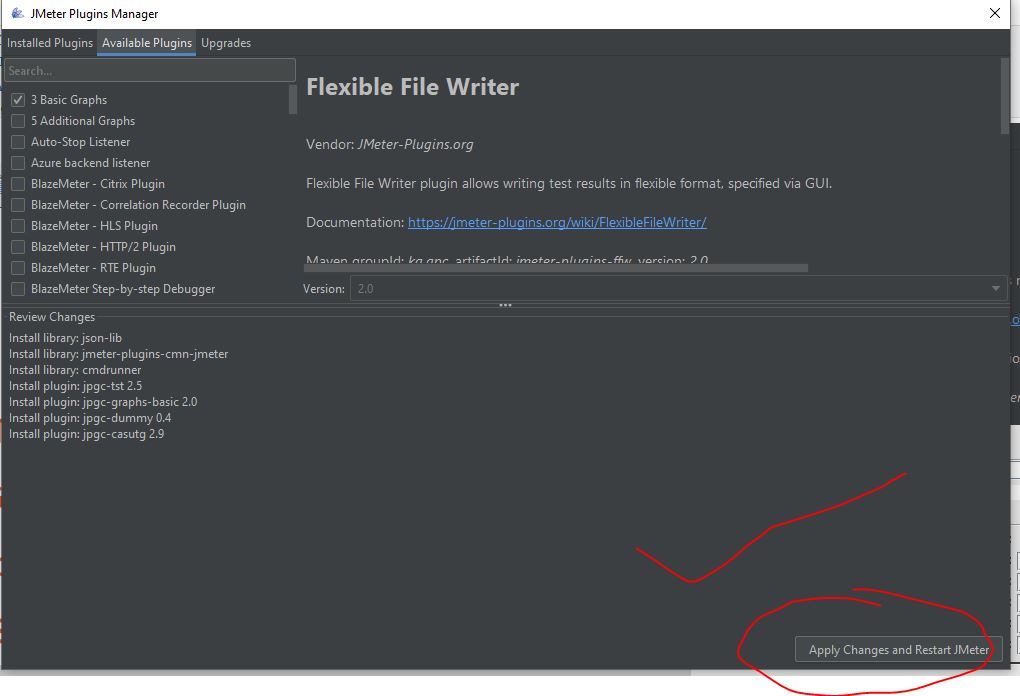 JMeter Plugins Manager
Installed Plugins Available Plugins Upgrades
Search...
3 Basic Graphs
5 Additional Graphs
Auto-Stop Listener
Azure backend listener
BlazeMeter - Citrix Plugin
BlazeMeter - Correlation Recorder Plugin
BlazeMeter - HLS Plugin
BlazeMeter - HTTP/2 Plugin
BlazeMeter - RTE Plugin
BlazeMeter Step-by-step Debugger
Flexible File Writer
Vendor: JMeter-Plugins.org
Flexible File Writer plugin allows writing test results in flexible format, specified via GUI.
Documentation: https://jmeter-plugins.org/wiki/FlexibleFileWriter/
Maven groupId: kg.apc, artifactId: jmeter-plugins-ffw, version: 2.0
Version: 2.0
Review Changes
Install library: json-lib
Install library: jmeter-plugins-cmn-jmeter
Install library: cmdrunner
Install plugin: jpgc-tst 2.5
Install plugin: jpgc-graphs-basic 2.0
Install plugin: jpgc-dummy 0.4
Install plugin: jpgc-casutg 2.9
Apply Changes and Restart JMeter